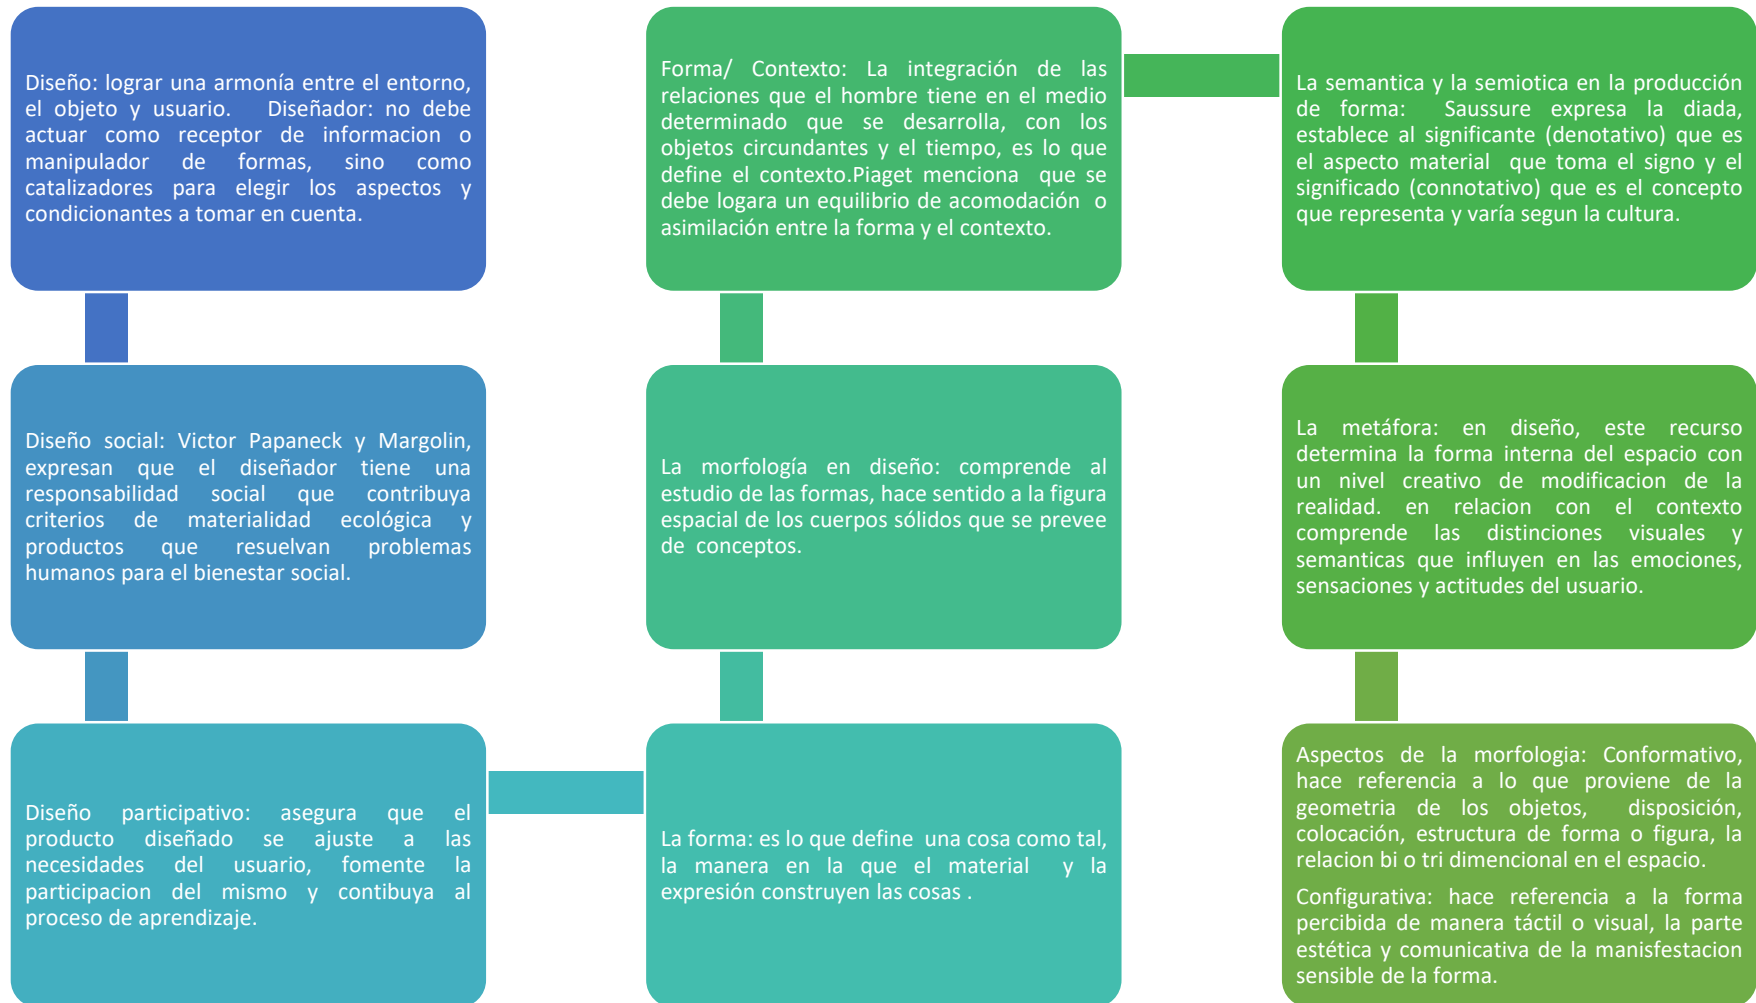 Diseño: lograr una armonía entre el entorno,
el objeto y usuario. Diseñador: no debe
actuar como receptor de informacion o
manipulador de formas, sino como
catalizadores para elegir los aspectos y
condicionantes a tomar en cuenta.
Diseño social: Victor Papaneck y Margolin,
expresan que el diseñador tiene una
responsabilidad social que contribuya
criterios de materialidad ecológica y
productos que resuelvan problemas
humanos para el bienestar social.
Diseño participativo: asegura que el
producto diseñado se ajuste a las
necesidades del usuario, fomente la
participacion del mismo y contibuya al
proceso de aprendizaje.
La forma: es lo que define una cosa como tal,
la manera en la que el material y la
expresión construyen las cosas .
La morfología en diseño: comprende al
estudio de las formas, hace sentido a la figura
espacial de los cuerpos sólidos que se prevee
de conceptos.
Forma/ Contexto: La integración de las
relaciones que el hombre tiene en el medio
determinado que se desarrolla, con los
objetos circundantes y el tiempo, es lo que
define el contexto.Piaget menciona que se
debe logara un equilibrio de acomodación o
asimilación entre la forma y el contexto.
La semantica y la semiotica en la producción
de forma: Saussure expresa la diada,
establece al significante (denotativo) que es
el aspecto material que toma el signo y el
significado (connotativo) que es el concepto
que representa y varía segun la cultura.
La metáfora: en diseño, este recurso
determina la forma interna del espacio con
un nivel creativo de modificacion de la
realidad. en relacion con el contexto
comprende las distinciones visuales y
semanticas que influyen en las emociones,
sensaciones y actitudes del usuario.
Aspectos de la morfologia: Conformativo,
hace referencia a lo que proviene de la
geometria de los objetos, disposición,
colocación, estructura de forma o figura, la
relacion bi o tri dimencional en el espacio.
Configurativa: hace referencia a la forma
percibida de manera táctil o visual, la parte
estética y comunicativa de la manisfestacion
sensible de la forma.